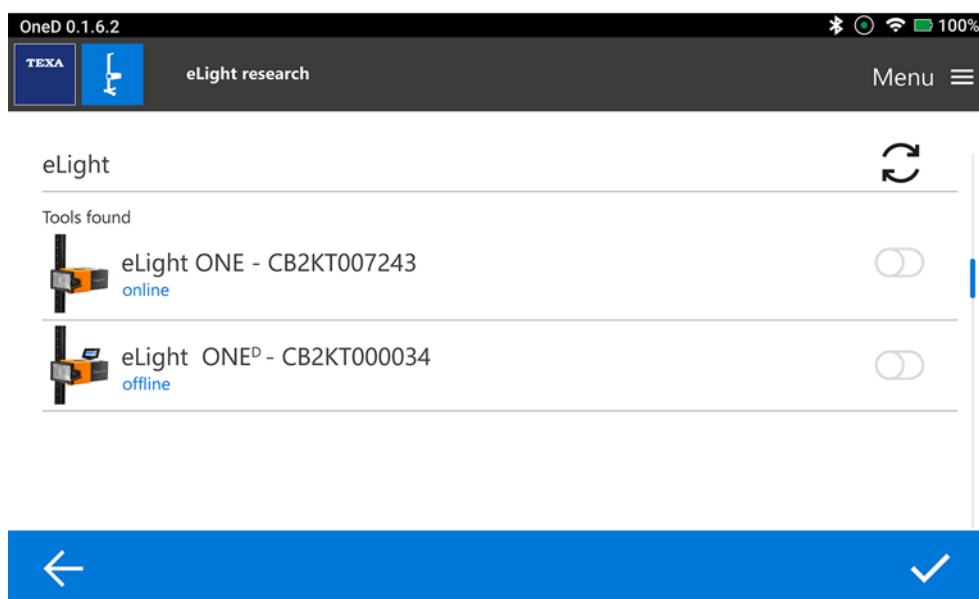 OneD 0.1.6.2 100%
TEXA eLight research Menu
eLight
Tools found
eLight ONE - CB2KT007243
online
eLight ONEᴰ - CB2KT000034
offline